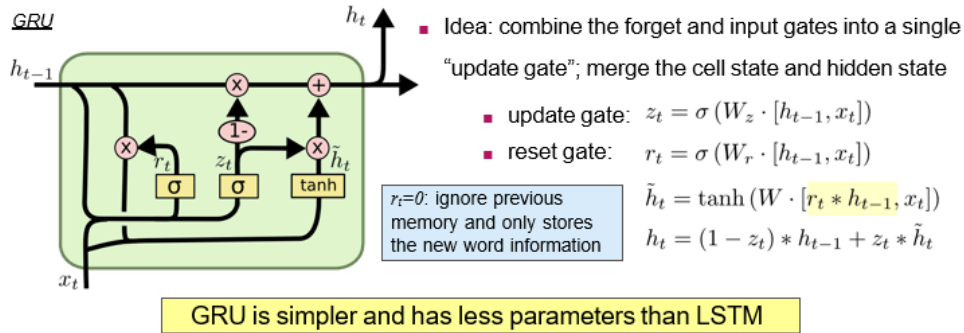 GRU
h_t
h_{t-1}
x
+
1-
x
r_t
z_t
x
h̃_t
σ
σ
tanh
x_t
▪ Idea: combine the forget and input gates into a single
“update gate”; merge the cell state and hidden state
▪ update gate: z_t = σ (W_z · [h_{t-1}, x_t])
▪ reset gate: r_t = σ (W_r · [h_{t-1}, x_t])
h̃_t = tanh (W · [r_t * h_{t-1}, x_t])
h_t = (1 − z_t) * h_{t-1} + z_t * h̃_t
r_t=0: ignore previous
memory and only stores
the new word information
GRU is simpler and has less parameters than LSTM